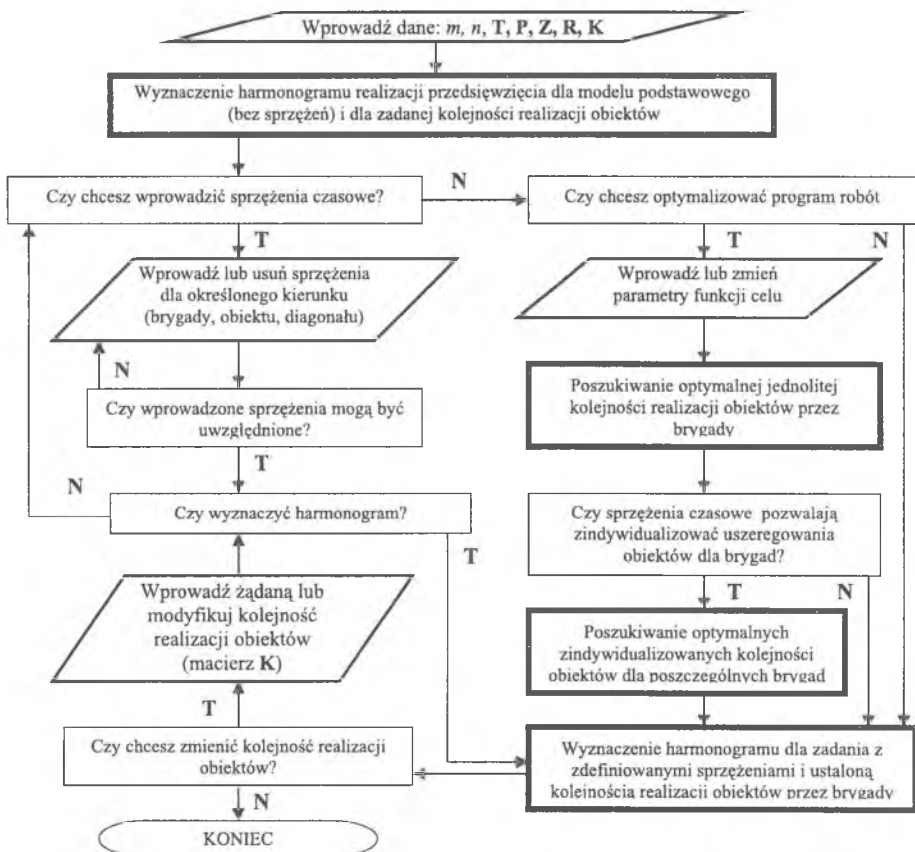 Wprowadź dane: m, n, T, P, Z, R, K
Wyznaczenie harmonogramu realizacji przedsięwzięcia dla modelu podstawowego
(bez sprzężeń) i dla zadanej kolejności realizacji obiektów
Czy chcesz wprowadzić sprzężenia czasowe?
N
Czy chcesz optymalizować program robót
T
T
N
Wprowadź lub usuń sprzężenia
dla określonego kierunku
(brygady, obiektu, diagonału)
Wprowadź lub zmień
parametry funkcji celu
N
Czy wprowadzone sprzężenia mogą być
uwzględnione?
Poszukiwanie optymalnej jednolitej
kolejności realizacji obiektów przez
brygady
T
N
Czy wyznaczyć harmonogram?
T
Czy sprzężenia czasowe pozwalają
zindywidualizować uszeregowania
obiektów dla brygad?
T
N
Wprowadź żądaną lub
modyfikuj kolejność
realizacji obiektów
(macierz K)
Poszukiwanie optymalnych
zindywidualizowanych kolejności
obiektów dla poszczególnych brygad
T
Czy chcesz zmienić kolejność realizacji
obiektów?
Wyznaczenie harmonogramu dla zadania z
zdefiniowanymi sprzężeniami i ustaloną
kolejnością realizacji obiektów przez brygady
N
KONIEC